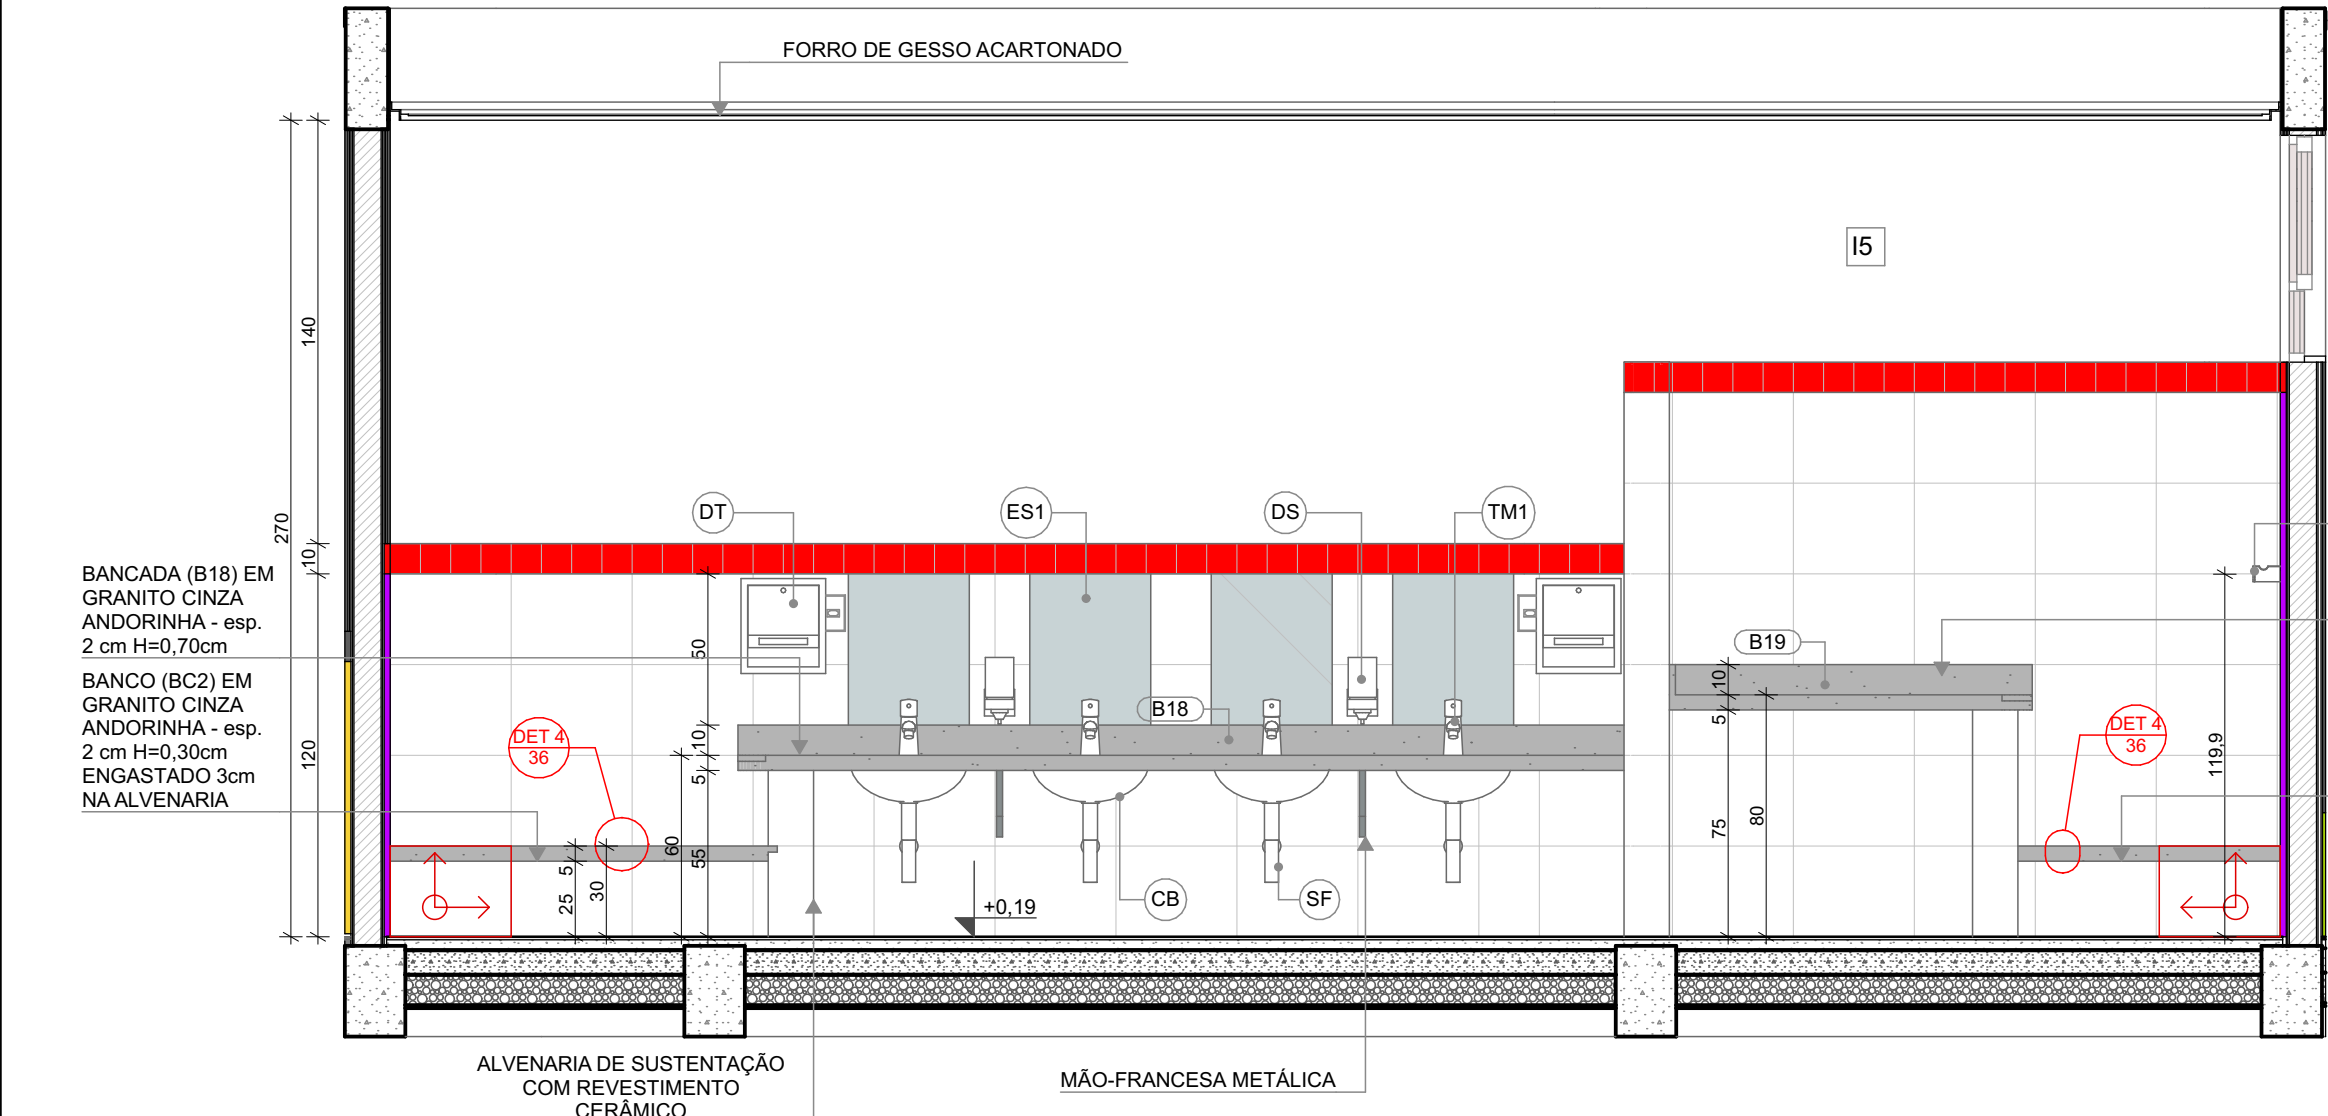 FORRO DE GESSO ACARTONADO
I5
140
270
10
120
DT
ES1
DS
TM1
BANCADA (B18) EM
GRANITO CINZA
ANDORINHA - esp.
2 cm H=0,70cm
BANCO (BC2) EM
GRANITO CINZA
ANDORINHA - esp.
2 cm H=0,30cm
ENGASTADO 3cm
NA ALVENARIA
DET 4
36
50
10
5
60
55
5
25
30
B18
B19
10
5
75
80
DET 4
36
119,9
CB
SF
+0,19
ALVENARIA DE SUSTENTAÇÃO
COM REVESTIMENTO
CERÂMICO
MÃO-FRANCESA METÁLICA